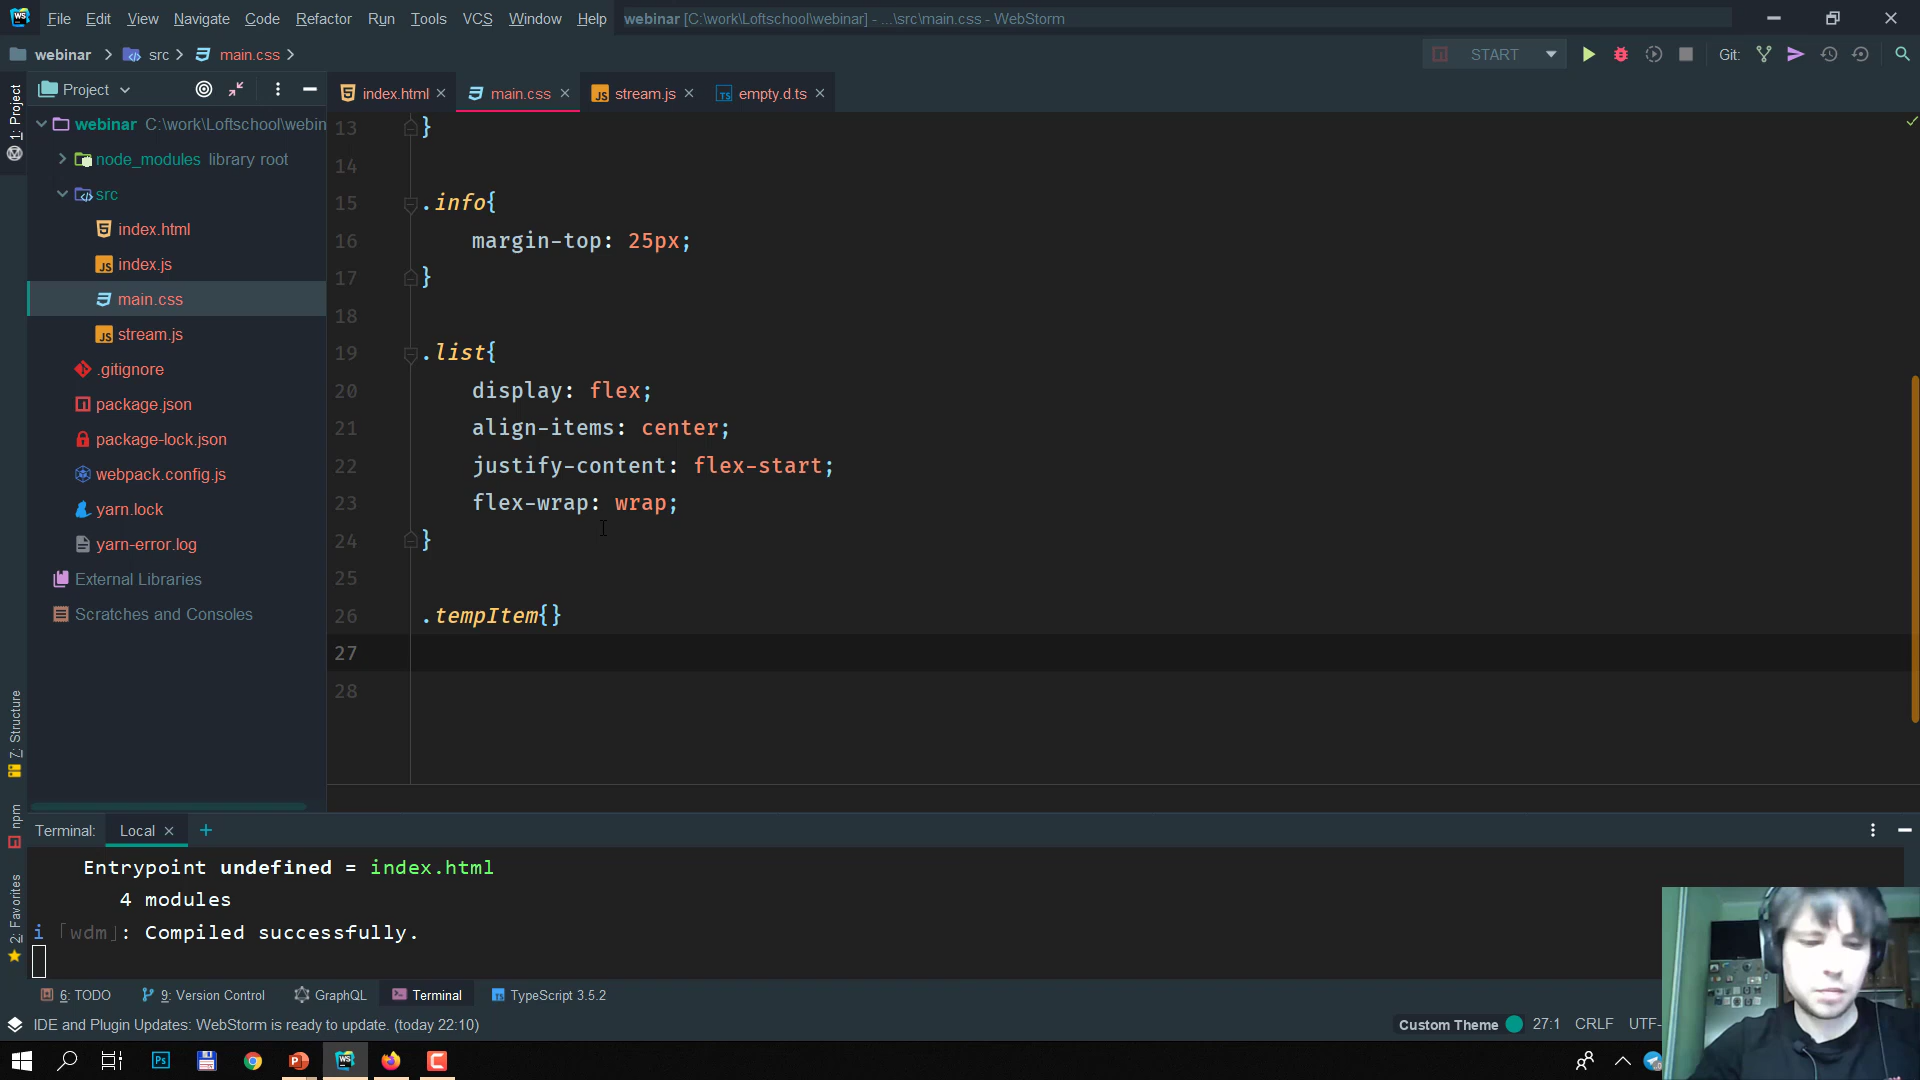 File Edit View Navigate Code Refactor Run Tools VCS Window Help webinar [C:\work\Loftschool\webinar] - ...\src\main.css - WebStorm
webinar src main.css START Git:
Project
index.html main.css stream.js empty.d.ts
1: Project
webinar C:\work\Loftschool\webin
node_modules library root
src
index.html
index.js
main.css
stream.js
.gitignore
package.json
package-lock.json
webpack.config.js
yarn.lock
yarn-error.log
External Libraries
Scratches and Consoles
7: Structure
npm
2: Favorites
13 }
14
15 .info{
16 margin-top: 25px;
17 }
18
19 .list{
20 display: flex;
21 align-items: center;
22 justify-content: flex-start;
23 flex-wrap: wrap;
24 }
25
26 .tempItem{}
27
28
Terminal: Local +
Entrypoint undefined = index.html
4 modules
i 「wdm」: Compiled successfully.
6: TODO 9: Version Control GraphQL Terminal TypeScript 3.5.2
IDE and Plugin Updates: WebStorm is ready to update. (today 22:10) Custom Theme 27:1 CRLF UTF-